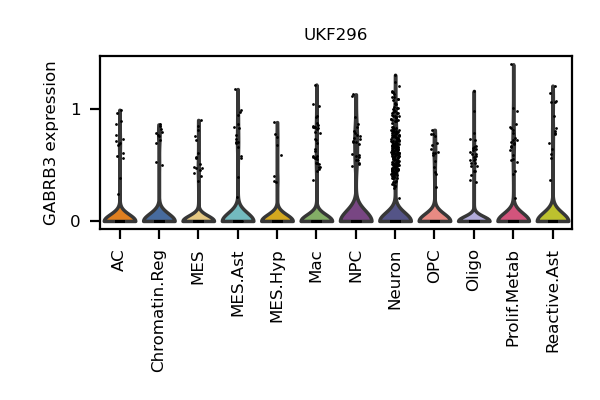 UKF296
GABRB3 expression
1
0
AC
Chromatin.Reg
MES
MES.Ast
MES.Hyp
Mac
NPC
Neuron
OPC
Oligo
Prolif.Metab
Reactive.Ast